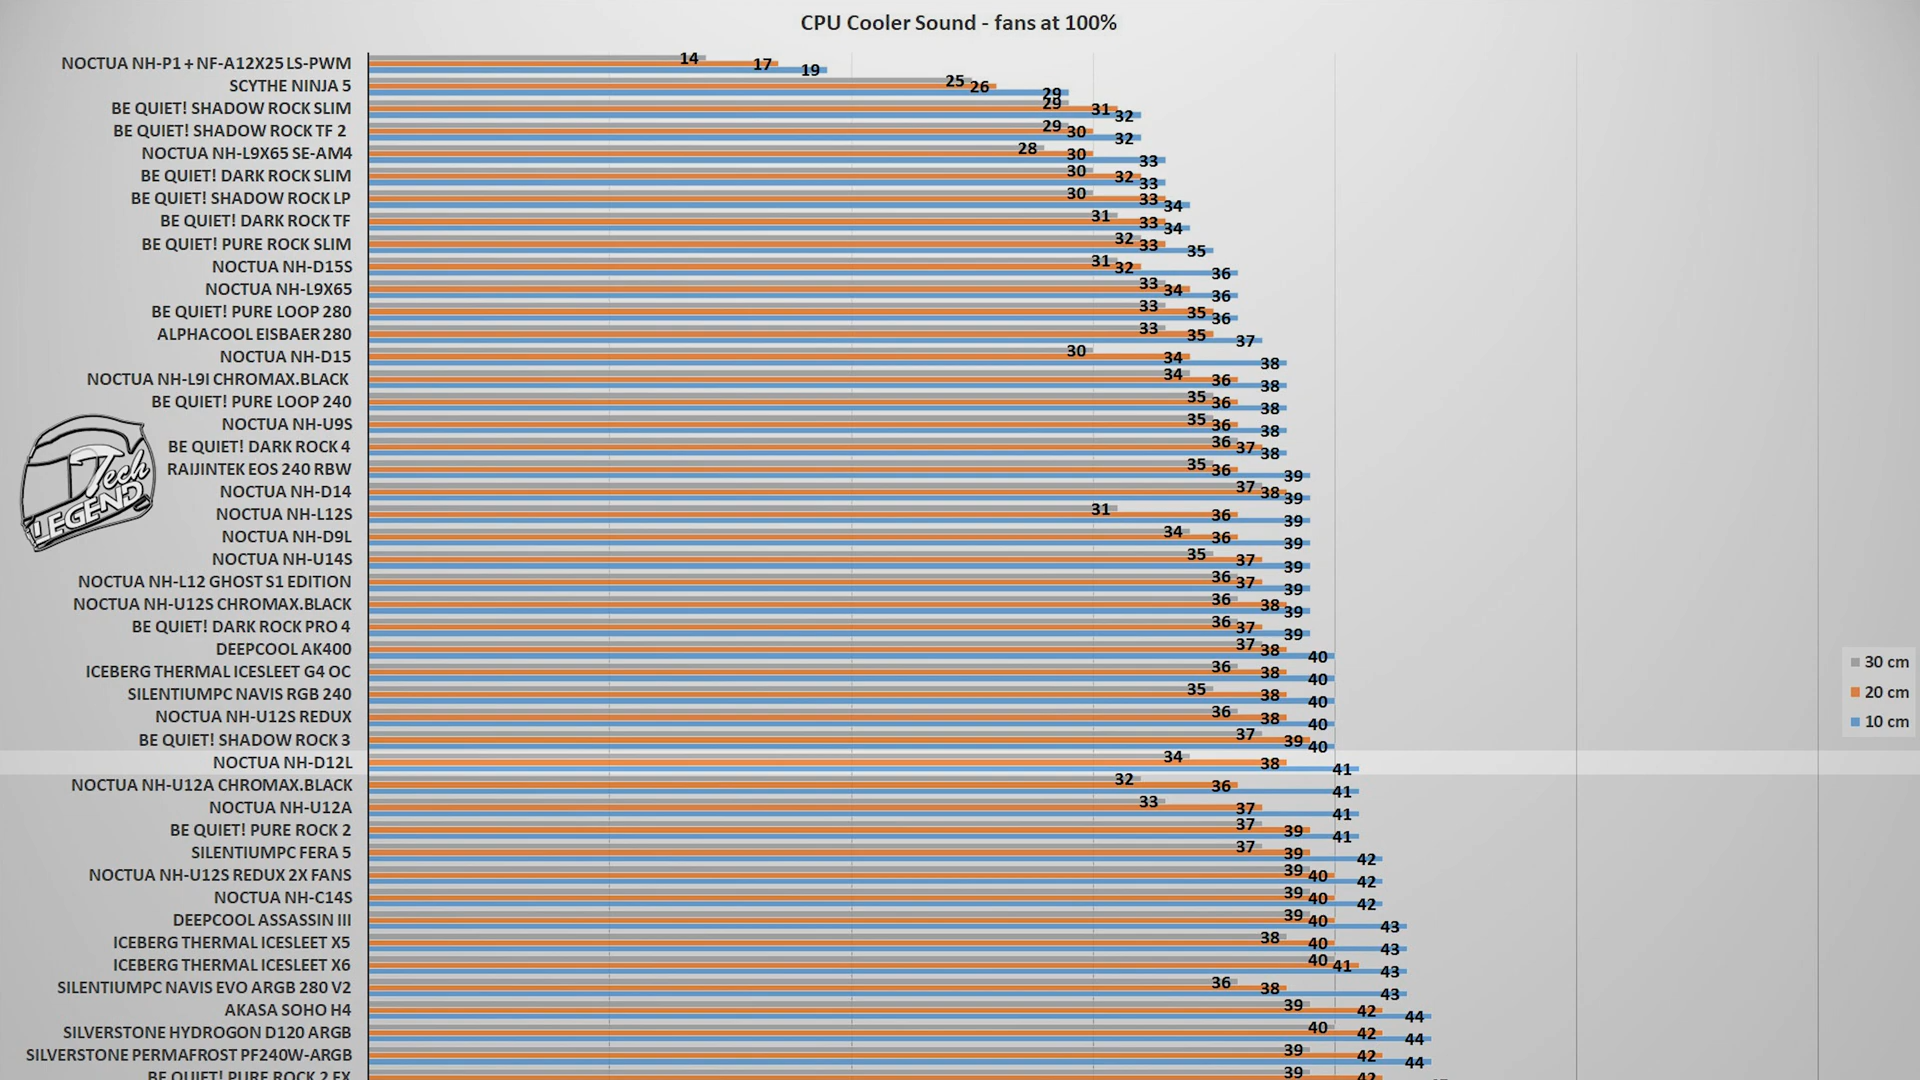 CPU Cooler Sound - fans at 100%
NOCTUA NH-P1 + NF-A12X25 LS-PWM 14 17 19
SCYTHE NINJA 5 25 26 29
BE QUIET! SHADOW ROCK SLIM 29 31 32
BE QUIET! SHADOW ROCK TF 2 29 30 32
NOCTUA NH-L9X65 SE-AM4 28 30 33
BE QUIET! DARK ROCK SLIM 30 32 33
BE QUIET! SHADOW ROCK LP 30 33 34
BE QUIET! DARK ROCK TF 31 33 34
BE QUIET! PURE ROCK SLIM 32 33 35
NOCTUA NH-D15S 31 32 36
NOCTUA NH-L9X65 33 34 36
BE QUIET! PURE LOOP 280 33 35 36
ALPHACOOL EISBAER 280 33 35 37
NOCTUA NH-D15 30 34 38
NOCTUA NH-L9I CHROMAX.BLACK 34 36 38
BE QUIET! PURE LOOP 240 35 36 38
NOCTUA NH-U9S 35 36 38
BE QUIET! DARK ROCK 4 36 37 38
RAIJINTEK EOS 240 RBW 35 36 39
NOCTUA NH-D14 37 38 39
NOCTUA NH-L12S 31 36 39
NOCTUA NH-D9L 34 36 39
NOCTUA NH-U14S 35 37 39
NOCTUA NH-L12 GHOST S1 EDITION 36 37 39
NOCTUA NH-U12S CHROMAX.BLACK 36 38 39
BE QUIET! DARK ROCK PRO 4 36 37 39
DEEPCOOL AK400 37 38 40
ICEBERG THERMAL ICESLEET G4 OC 36 38 40
SILENTIUMPC NAVIS RGB 240 35 38 40
NOCTUA NH-U12S REDUX 36 38 40
BE QUIET! SHADOW ROCK 3 37 39 40
NOCTUA NH-D12L 34 38 41
NOCTUA NH-U12A CHROMAX.BLACK 32 36 41
NOCTUA NH-U12A 33 37 41
BE QUIET! PURE ROCK 2 37 39 41
SILENTIUMPC FERA 5 37 39 42
NOCTUA NH-U12S REDUX 2X FANS 39 40 42
NOCTUA NH-C14S 39 40 42
DEEPCOOL ASSASSIN III 39 40 43
ICEBERG THERMAL ICESLEET X5 38 40 43
ICEBERG THERMAL ICESLEET X6 40 41 43
SILENTIUMPC NAVIS EVO ARGB 280 V2 36 38 43
AKASA SOHO H4 39 42 44
SILVERSTONE HYDROGON D120 ARGB 40 42 44
SILVERSTONE PERMAFROST PF240W-ARGB 39 42 44
BE QUIET! PURE ROCK 2 FX 39 42
Tech
LEGEND
30 cm
20 cm
10 cm